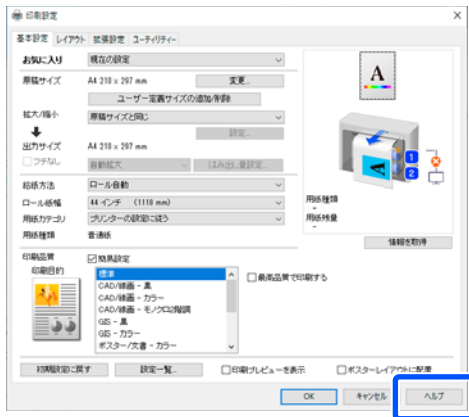 印刷設定
基本設定 レイアウト 拡張設定 ユーティリティー
お気に入り 現在の設定
原稿サイズ A4 210 x 297 mm 変更...
ユーザー定義サイズの追加/削除
拡大/縮小 原稿サイズと同じ
設定...
出力サイズ A4 210 x 297 mm
フチなし 自動拡大 はみ出し量設定...
給紙方法 ロール自動
ロール紙幅 44 インチ (1118 mm)
用紙カテゴリ プリンターの設定に従う
用紙種類 普通紙
A
1
2
用紙種類
-
用紙残量
-
情報を取得
印刷品質 簡易設定
印刷目的 標準
CAD/線画 - 黒
CAD/線画 - カラー
CAD/線画 - モノクロ2階調
GIS - 黒
GIS - カラー
ポスター/文書 - カラー
最高品質で印刷する
初期設定に戻す 設定一覧... 印刷プレビューを表示 ポスターレイアウトに配置
OK キャンセル ヘルプ